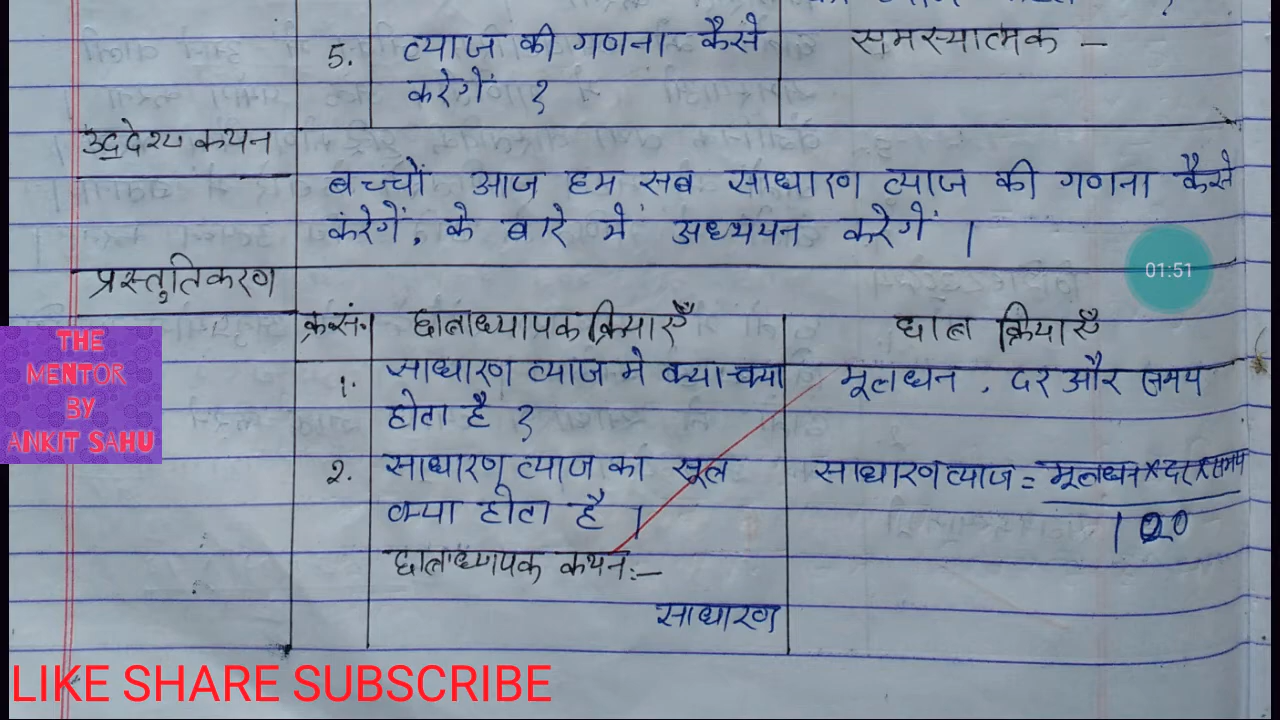 5. ब्याज की गणना कैसे
करेगें ?
समस्यात्मक –
उद्देश्य कथन
बच्चों आज हम सब साधारण ब्याज की गणना कैसे
करेगें, के बारे में अध्ययन करेगें |
01:51
प्रस्तुतिकरण
क्र.सं. छात्राध्यापक क्रियाएँ छात्र क्रियाएँ
1. साधारण ब्याज मे क्या-क्या मूलधन, दर और समय
होता है ?
2. साधारण ब्याज का सूत्र साधारण ब्याज = मूलधन × दर × समय
क्या होता है | 100
छात्राध्यापक कथन:–
साधारण
THE
MENTOR
BY
ANKIT SAHU
LIKE SHARE SUBSCRIBE